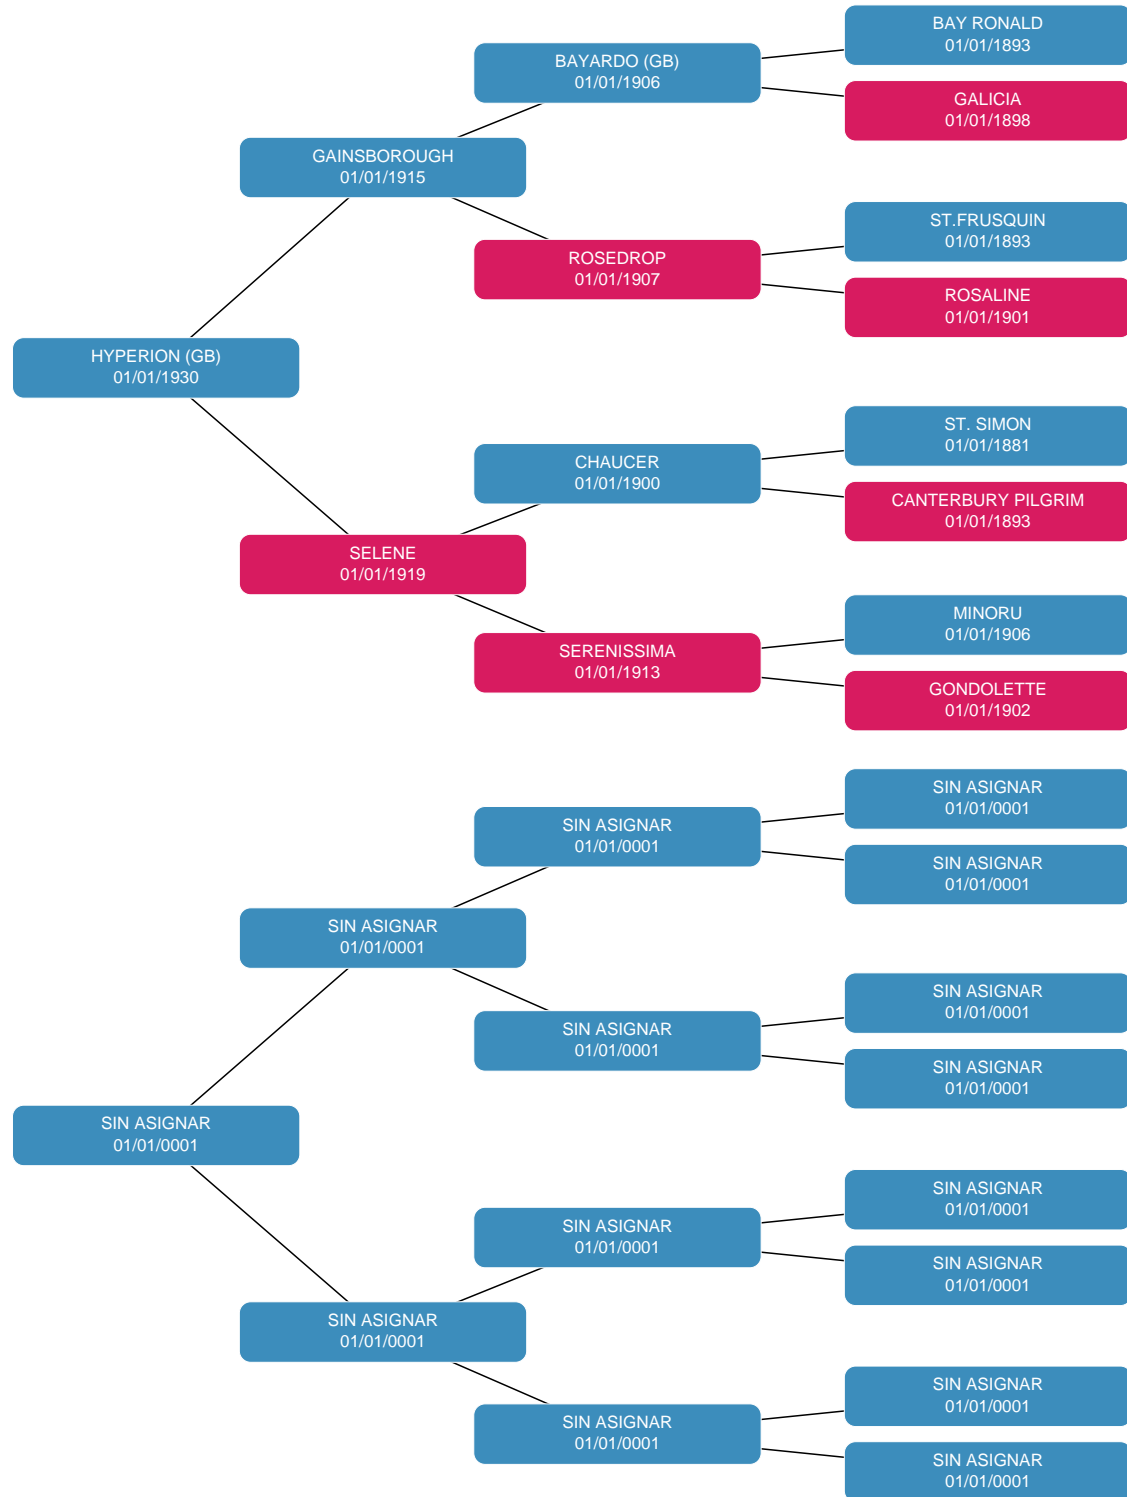 BAY RONALD
01/01/1893
BAYARDO (GB)
01/01/1906
GALICIA
01/01/1898
GAINSBOROUGH
01/01/1915
ST.FRUSQUIN
01/01/1893
ROSEDROP
01/01/1907
ROSALINE
01/01/1901
HYPERION (GB)
01/01/1930
ST. SIMON
01/01/1881
CHAUCER
01/01/1900
CANTERBURY PILGRIM
01/01/1893
SELENE
01/01/1919
MINORU
01/01/1906
SERENISSIMA
01/01/1913
GONDOLETTE
01/01/1902
SIN ASIGNAR
01/01/0001
SIN ASIGNAR
01/01/0001
SIN ASIGNAR
01/01/0001
SIN ASIGNAR
01/01/0001
SIN ASIGNAR
01/01/0001
SIN ASIGNAR
01/01/0001
SIN ASIGNAR
01/01/0001
SIN ASIGNAR
01/01/0001
SIN ASIGNAR
01/01/0001
SIN ASIGNAR
01/01/0001
SIN ASIGNAR
01/01/0001
SIN ASIGNAR
01/01/0001
SIN ASIGNAR
01/01/0001
SIN ASIGNAR
01/01/0001
SIN ASIGNAR
01/01/0001